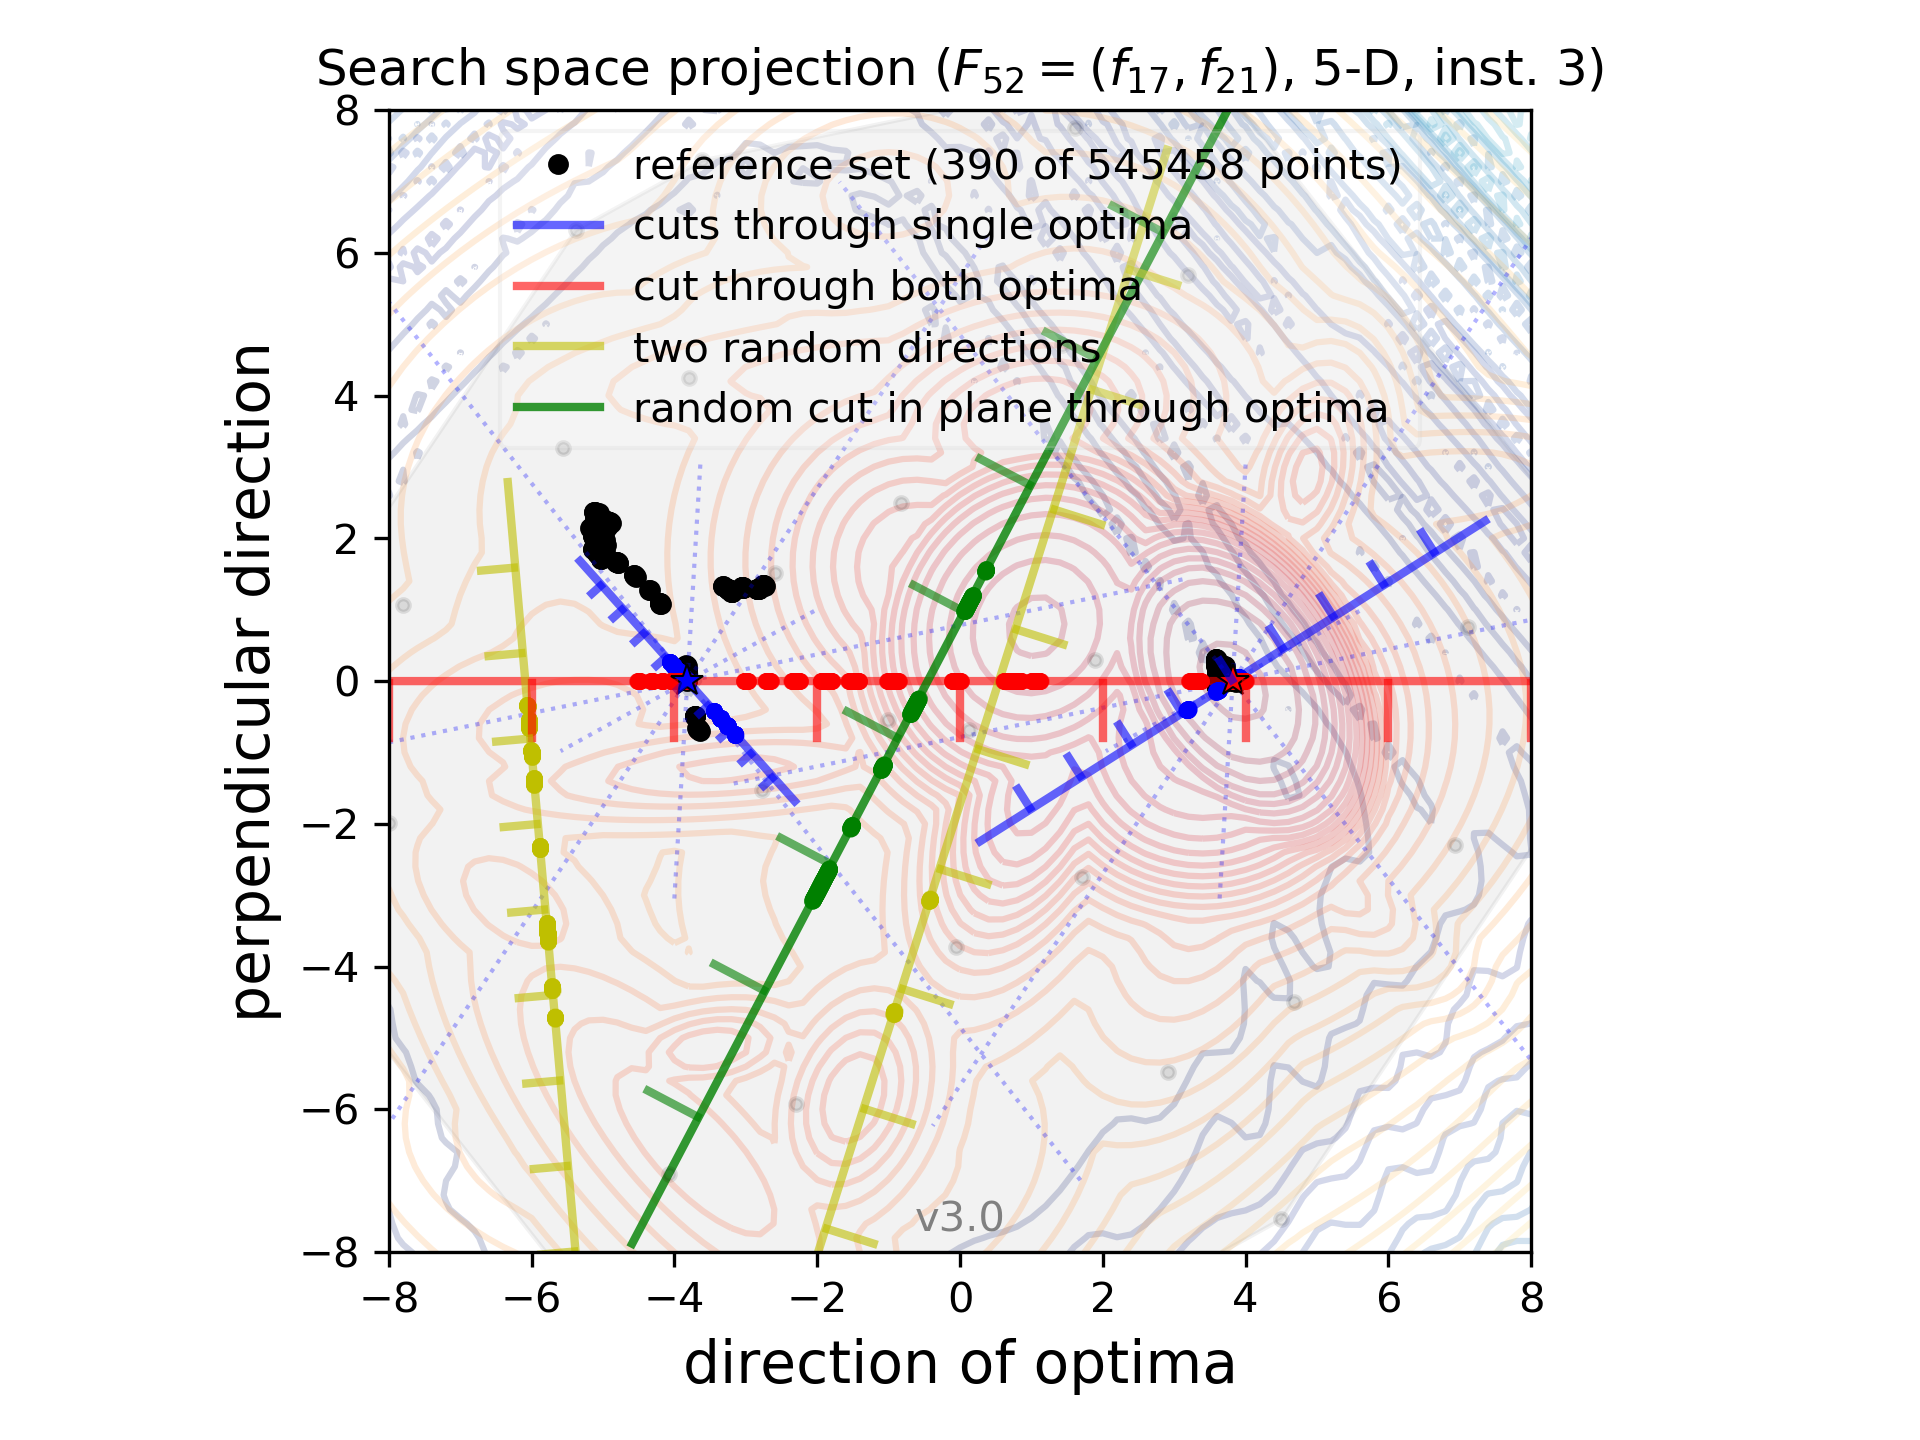 Search space projection (F₅₂ = (f₁₇, f₂₁), 5-D, inst. 3)
reference set (390 of 545458 points)
cuts through single optima
cut through both optima
two random directions
random cut in plane through optima
8
6
4
2
0
−2
−4
−6
−8
perpendicular direction
v3.0
−8 −6 −4 −2 0 2 4 6 8
direction of optima